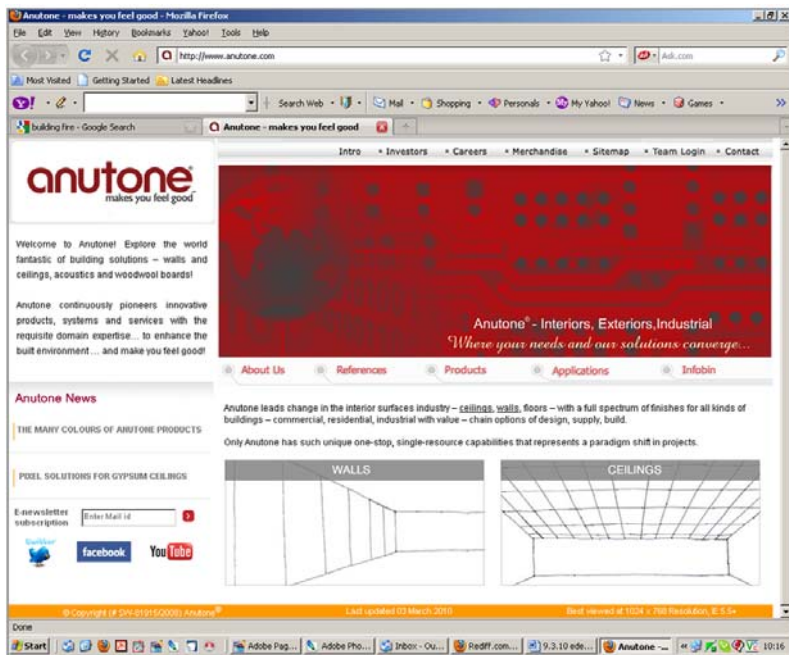 Anutone - makes you feel good - Mozilla Firefox
File Edit View History Bookmarks Yahoo! Tools Help
http://www.anutone.com
Ask.com
Most Visited Getting Started Latest Headlines
Y! Search Web Mail Shopping Personals My Yahoo! News Games
building fire - Google Search Anutone - makes you feel good
Intro Investors Careers Merchandise Sitemap Team Login Contact
anutone®
makes you feel good
Welcome to Anutone! Explore the world
fantastic of building solutions – walls and
ceilings, acoustics and woodwool boards!
Anutone continuously pioneers innovative
products, systems and services with the
requisite domain expertise... to enhance the
built environment ... and make you feel good!
Anutone® - Interiors, Exteriors,Industrial
Where your needs and our solutions converge...
About Us References Products Applications Infobin
Anutone News
THE MANY COLOURS OF ANUTONE PRODUCTS
PIXEL SOLUTIONS FOR GYPSUM CEILINGS
E-newsletter
subscription
Enter Mail id
twitter facebook YouTube
Anutone leads change in the interior surfaces industry – ceilings, walls, floors – with a full spectrum of finishes for all kinds of
buildings – commercial, residential, industrial with value – chain options of design, supply, build.
Only Anutone has such unique one-stop, single-resource capabilities that represents a paradigm shift in projects.
WALLS CEILINGS
© Copyright (# SW-81915/2008) Anutone® Last updated 03 March 2010 Best viewed at 1024 x 768 Resolution, IE 5.5+
Done
Start Adobe Pag... Adobe Pho... Inbox - Ou... Rediff.com... 9.3.10 ede... Anutone -... 10:16